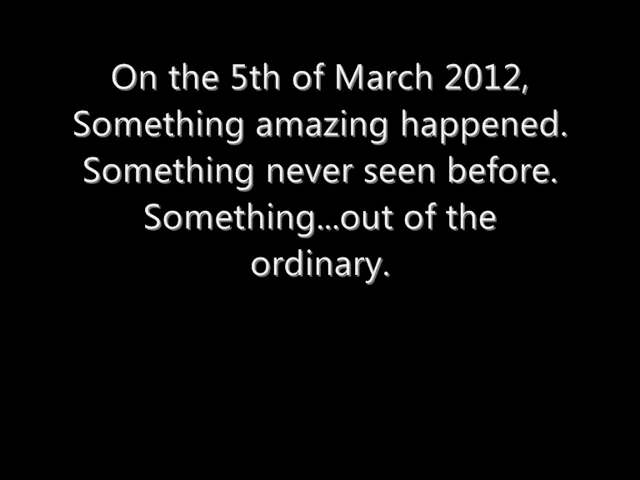 On the 5th of March 2012,
Something amazing happened.
Something never seen before.
Something...out of the
ordinary.